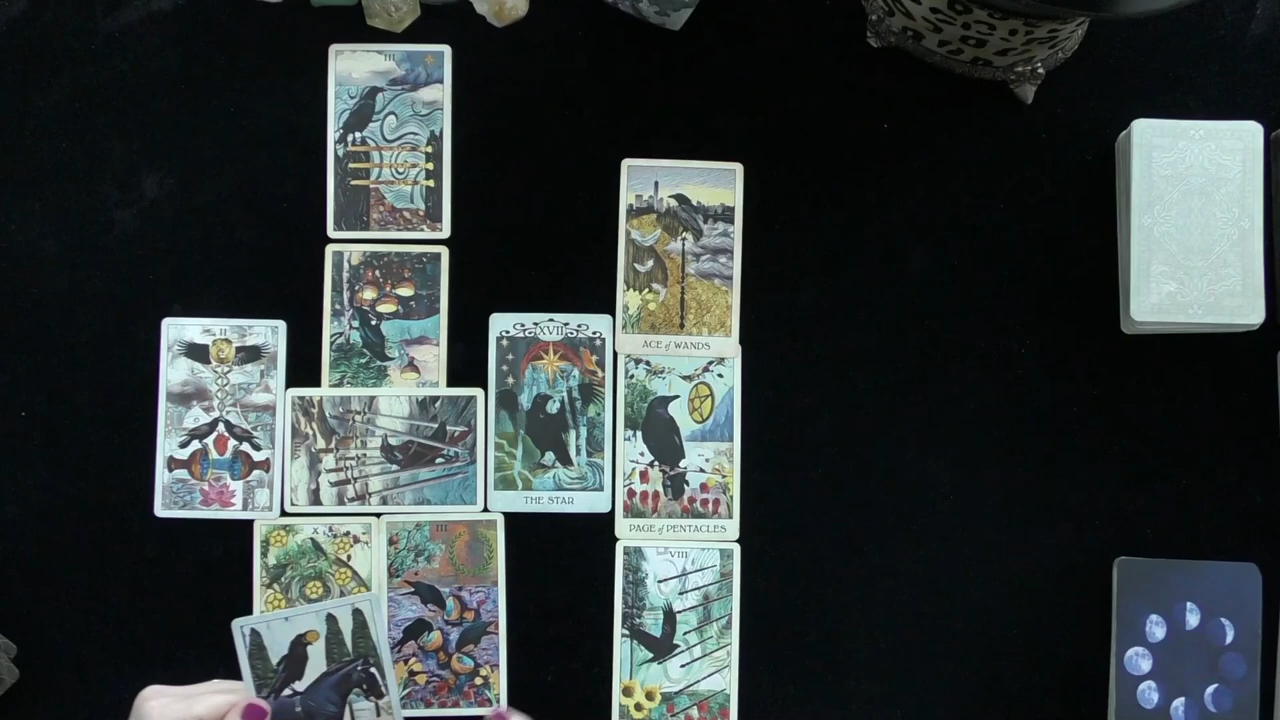 III
ACE of WANDS
II
XVII
THE STAR
PAGE of PENTACLES
X
III
VIII